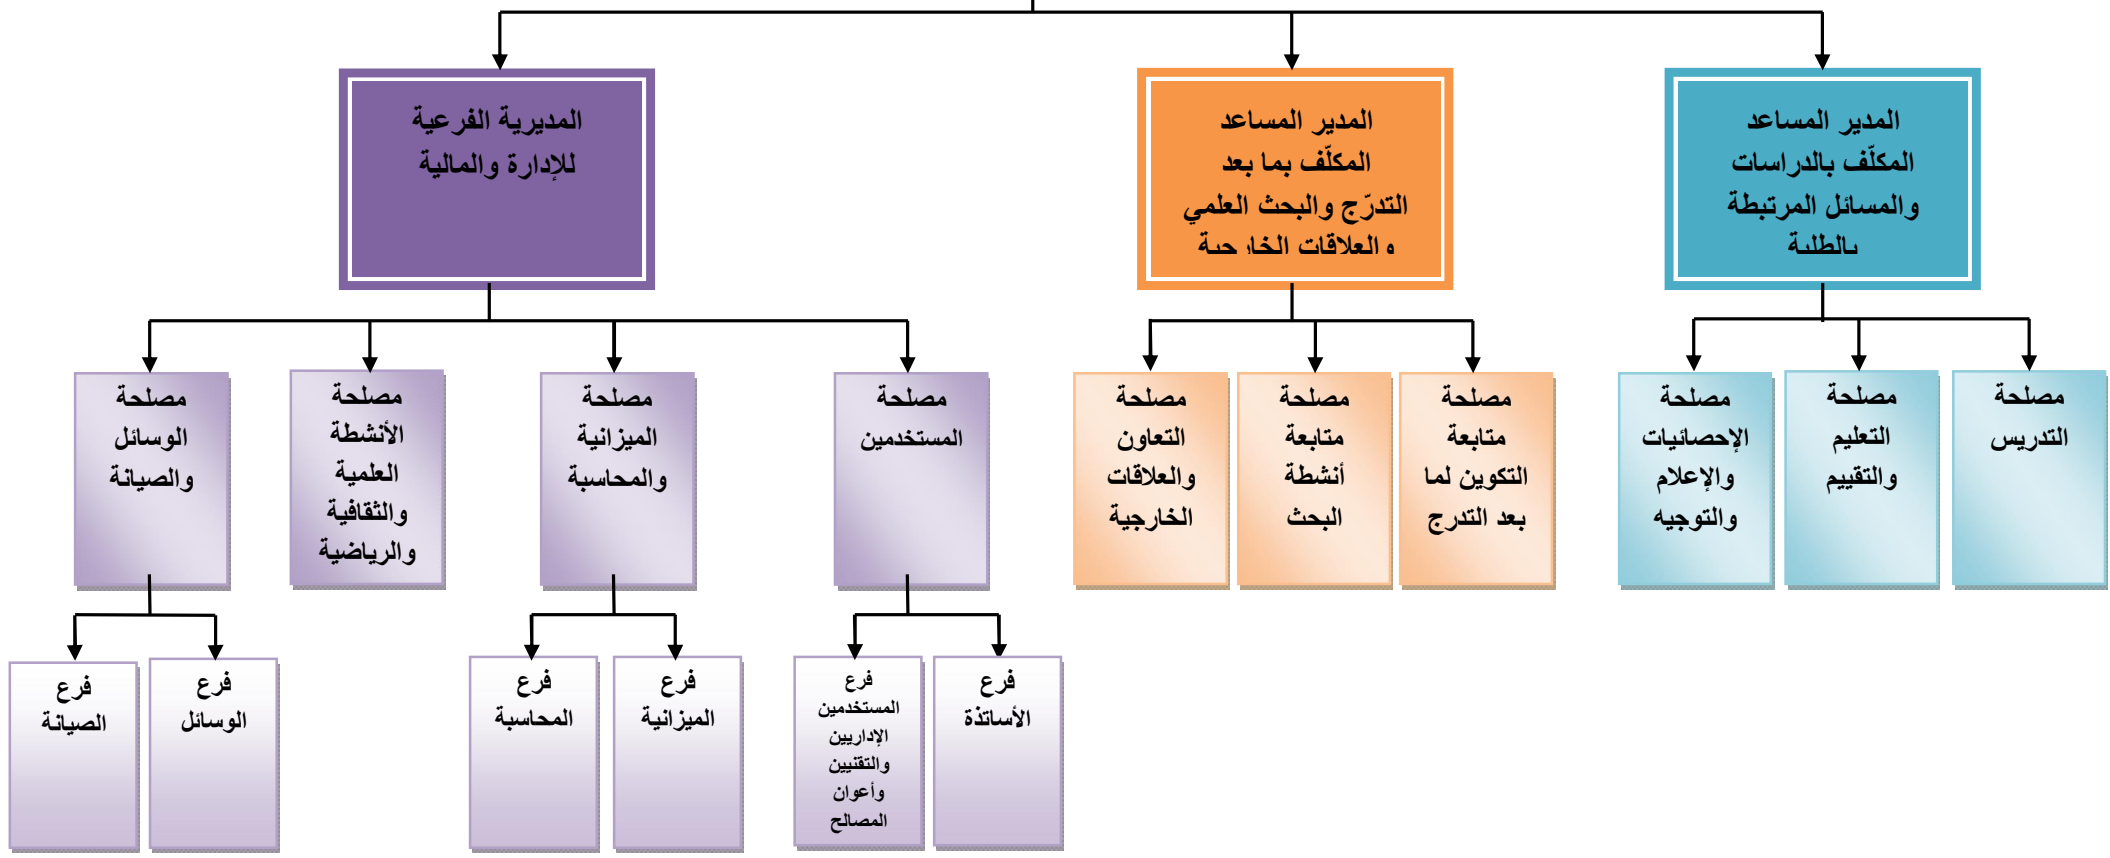 المدير المساعد
المكلّف بالدراسات
والمسائل المرتبطة
بالطلبة
المدير المساعد
المكلّف بما بعد
التدرّج والبحث العلمي
والعلاقات الخارجية
المديرية الفرعية
للإدارة والمالية
مصلحة
التدريس
مصلحة
التعليم
والتقييم
مصلحة
الإحصائيات
والإعلام
والتوجيه
مصلحة
متابعة
التكوين لما
بعد التدرج
مصلحة
متابعة
أنشطة
البحث
مصلحة
التعاون
والعلاقات
الخارجية
مصلحة
المستخدمين
مصلحة
الميزانية
والمحاسبة
مصلحة
الأنشطة
العلمية
والثقافية
والرياضية
مصلحة
الوسائل
والصيانة
فرع
الأساتذة
فرع
المستخدمين
الإداريين
والتقنيين
وأعوان
المصالح
فرع
الميزانية
فرع
المحاسبة
فرع
الوسائل
فرع
الصيانة